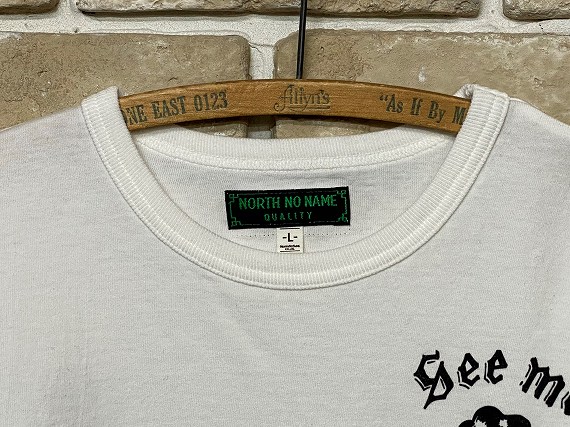 NE EAST 0123
Allyn's
"As If By M
NORTH NO NAME
QUALITY
-L-
See m